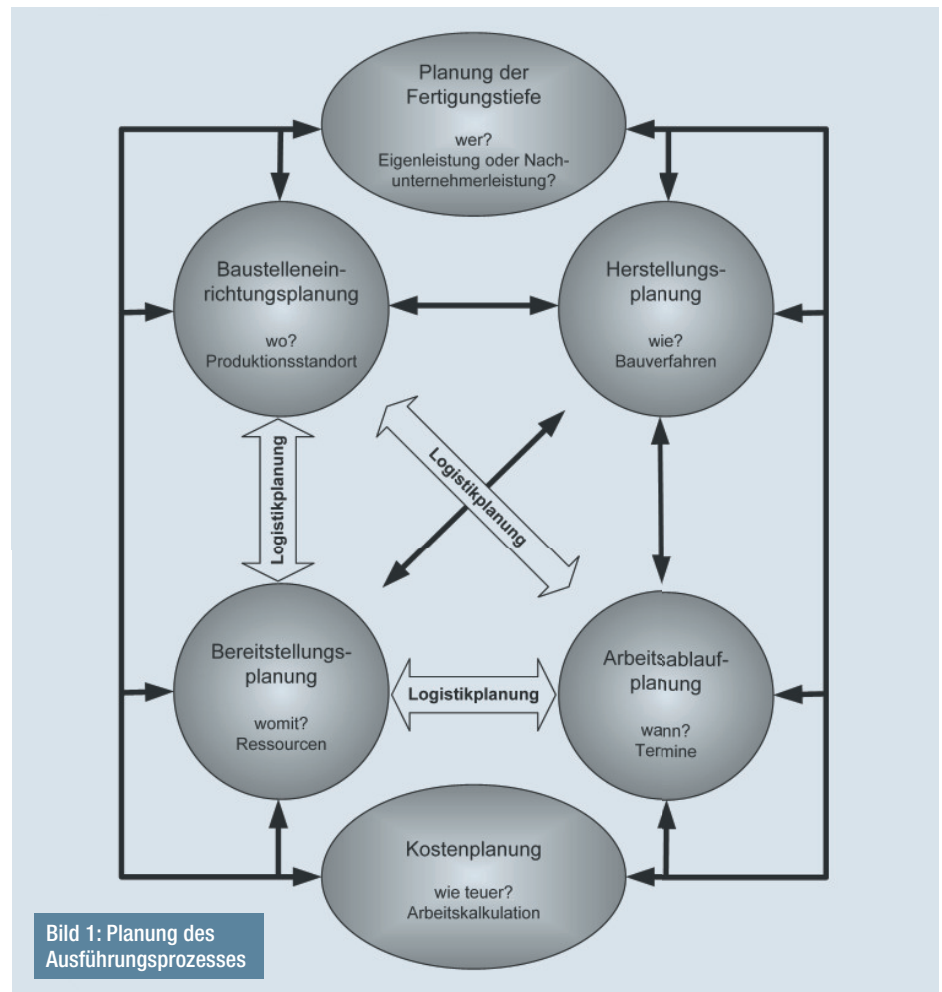 Planung der
Fertigungstiefe
wer?
Eigenleistung oder Nach-
unternehmerleistung?
Baustellenein-
richtungsplanung
wo?
Produktionsstandort
Herstellungs-
planung
wie?
Bauverfahren
Logistikplanung
Logistikplanung
Bereitstellungs-
planung
womit?
Ressourcen
Logistikplanung
Arbeitsablauf-
planung
wann?
Termine
Kostenplanung
wie teuer?
Arbeitskalkulation
Bild 1: Planung des
Ausführungsprozesses